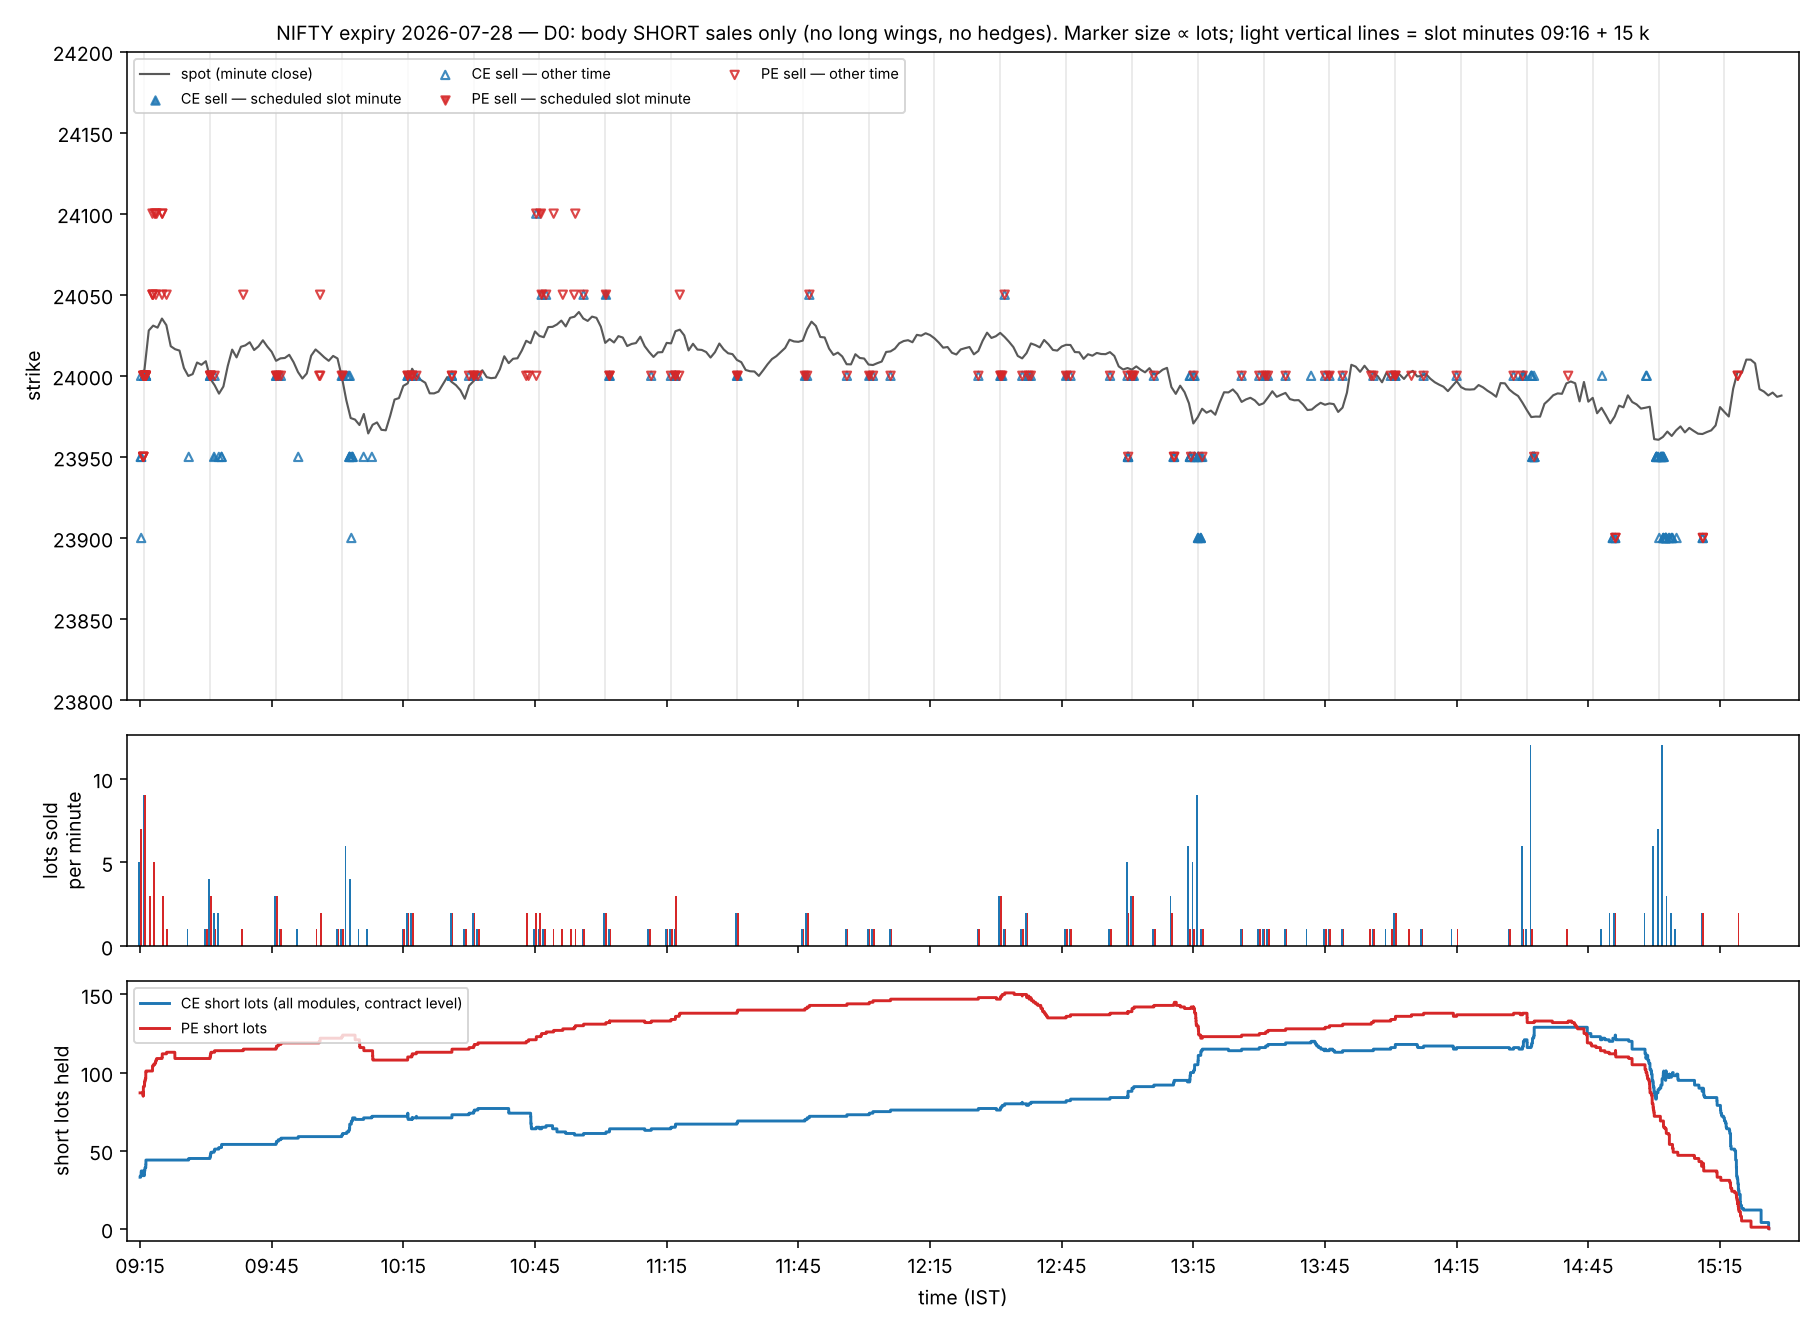 NIFTY expiry 2026-07-28 — D0: body SHORT sales only (no long wings, no hedges). Marker size ∝ lots; light vertical lines = slot minutes 09:16 + 15 k
24200
24150
24100
24050
24000
23950
23900
23850
23800
strike
spot (minute close)
CE sell — scheduled slot minute
CE sell — other time
PE sell — scheduled slot minute
PE sell — other time
10
5
0
lots sold
per minute
150
100
50
0
short lots held
CE short lots (all modules, contract level)
PE short lots
09:15 09:45 10:15 10:45 11:15 11:45 12:15 12:45 13:15 13:45 14:15 14:45 15:15
time (IST)